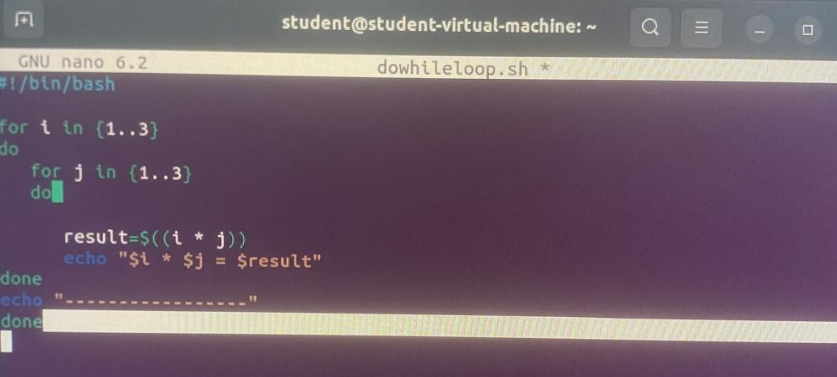 student@student-virtual-machine: ~
GNU nano 6.2 dowhileloop.sh *
#!/bin/bash
for i in {1..3}
do
for j in {1..3}
do
result=$((i * j))
echo "$i * $j = $result"
done
echo "-----------------"
done